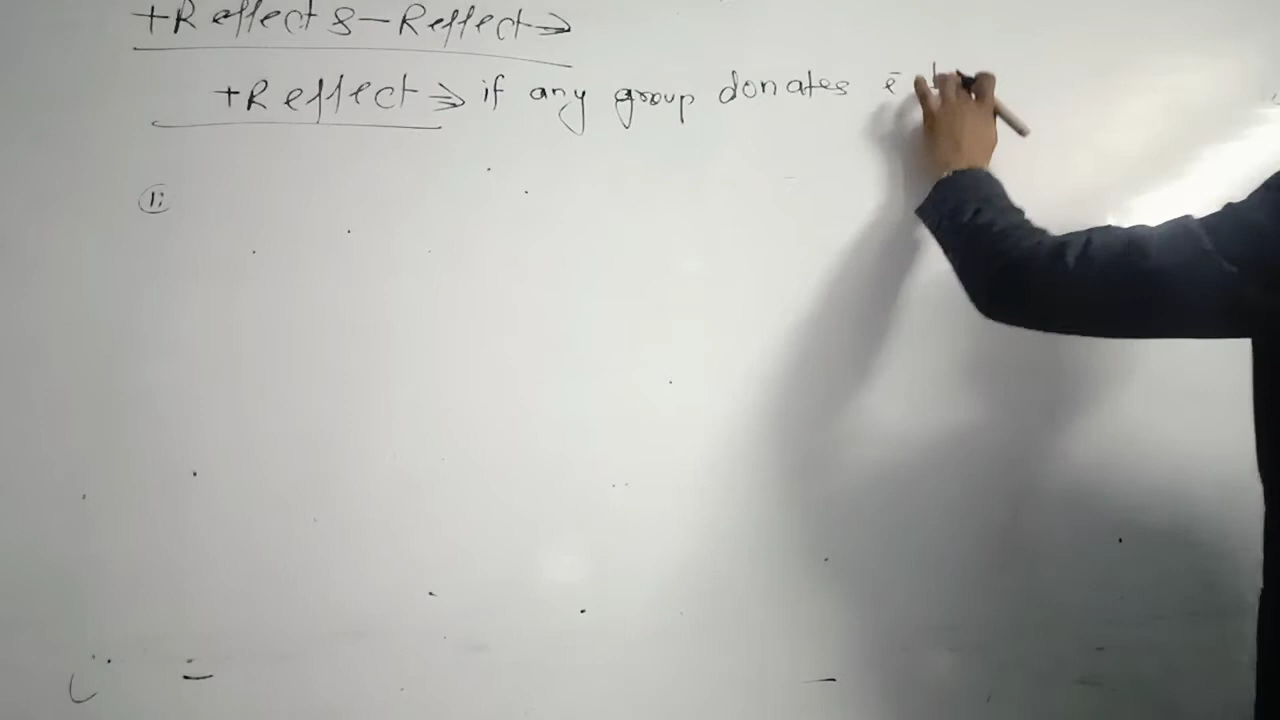 +R effect & -R effect →
+R effect ⇒ if any group donates ē
①;